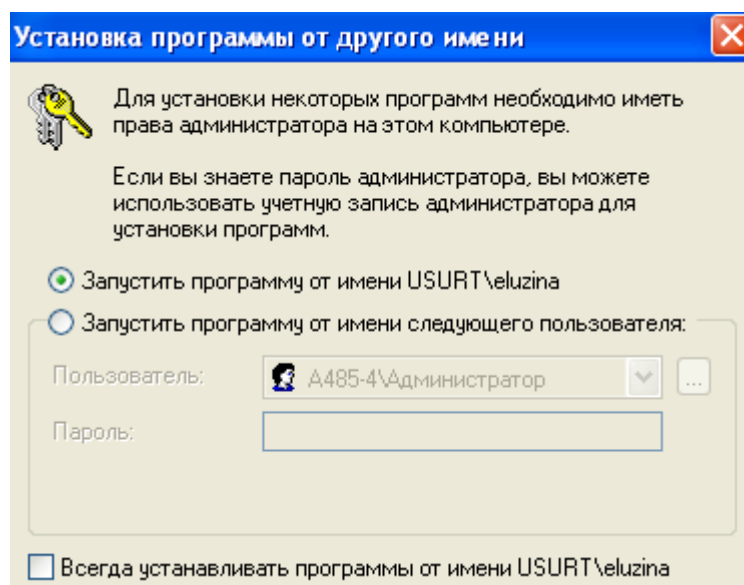 Установка программы от другого имени
Для установки некоторых программ необходимо иметь
права администратора на этом компьютере.
Если вы знаете пароль администратора, вы можете
использовать учетную запись администратора для
установки программ.
Запустить программу от имени USURT\eluzina
Запустить программу от имени следующего пользователя:
Пользователь:
A485-4\Администратор
...
Пароль:
Всегда устанавливать программы от имени USURT\eluzina